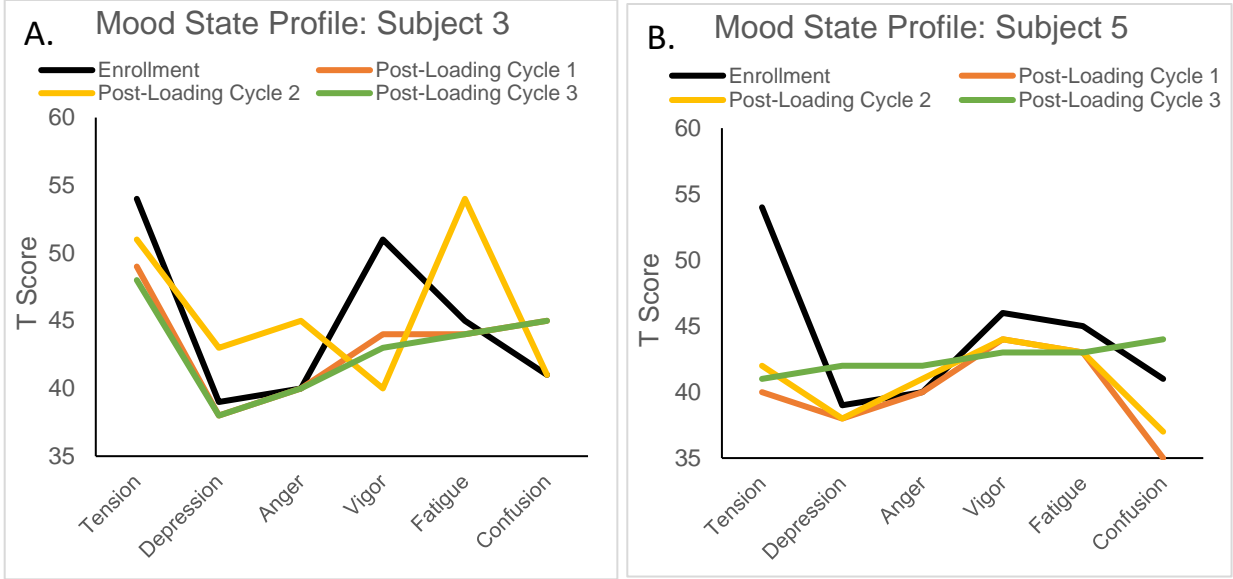 A. Mood State Profile: Subject 3
Enrollment Post-Loading Cycle 1
Post-Loading Cycle 2 Post-Loading Cycle 3
60
55
50
45
40
35
T Score
Tension
Depression
Anger
Vigor
Fatigue
Confusion
B. Mood State Profile: Subject 5
Enrollment Post-Loading Cycle 1
Post-Loading Cycle 2 Post-Loading Cycle 3
60
55
50
45
40
35
T Score
Tension
Depression
Anger
Vigor
Fatigue
Confusion